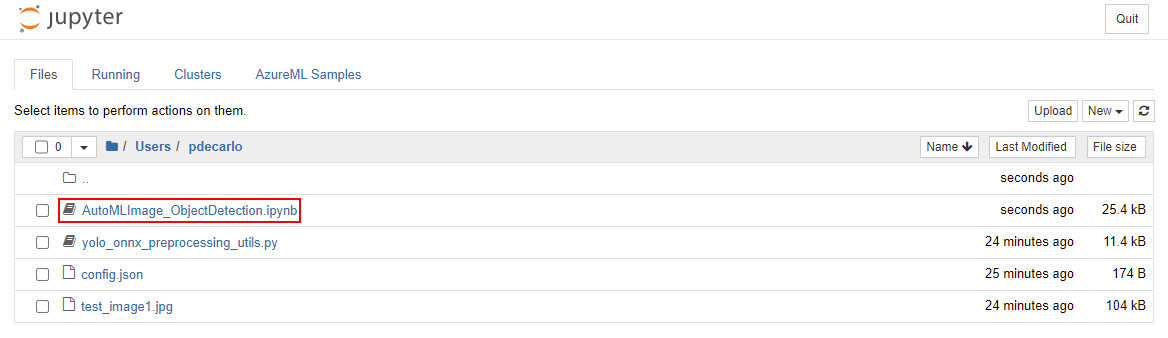 jupyter Quit
Files Running Clusters AzureML Samples
Select items to perform actions on them. Upload New
0 / Users / pdecarlo Name Last Modified File size
.. seconds ago
AutoMLImage_ObjectDetection.ipynb seconds ago 25.4 kB
yolo_onnx_preprocessing_utils.py 24 minutes ago 11.4 kB
config.json 25 minutes ago 174 B
test_image1.jpg 24 minutes ago 104 kB